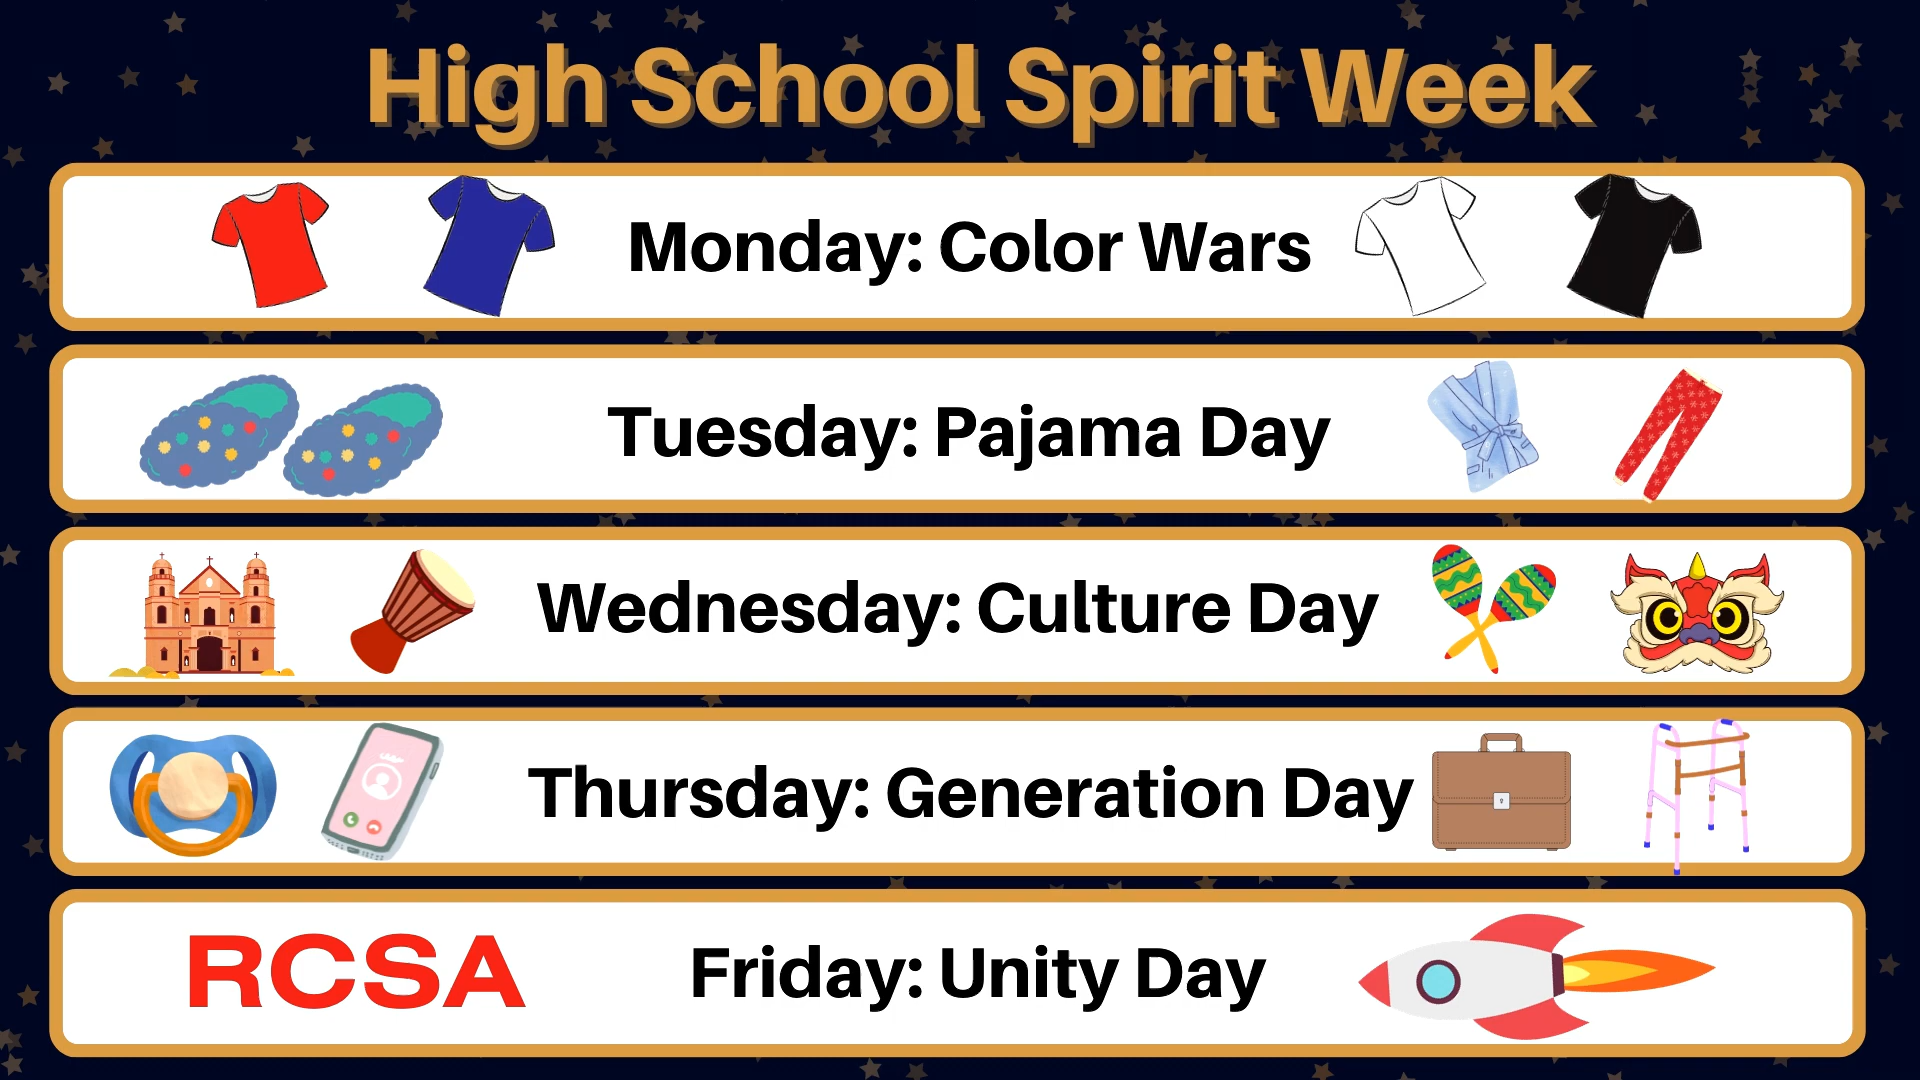 High School Spirit Week
Monday: Color Wars
Tuesday: Pajama Day
Wednesday: Culture Day
Thursday: Generation Day
RCSA
Friday: Unity Day